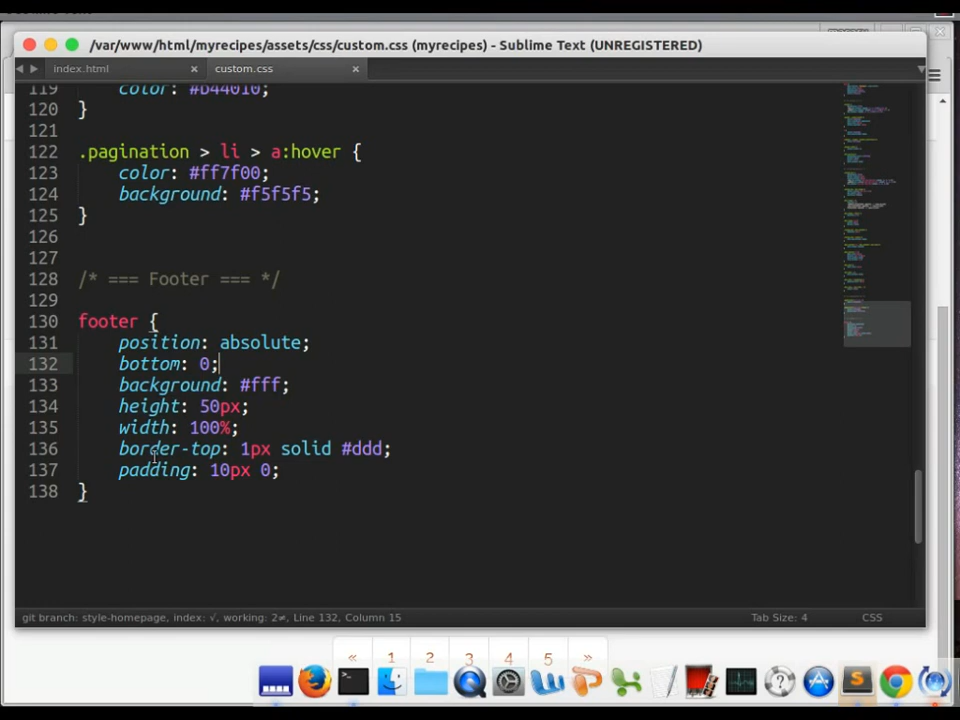 /var/www/html/myrecipes/assets/css/custom.css (myrecipes) - Sublime Text (UNREGISTERED)
index.html × custom.css ×
119 color: #b44010;
120 }
121
122 .pagination > li > a:hover {
123 color: #ff7f00;
124 background: #f5f5f5;
125 }
126
127
128 /* === Footer === */
129
130 footer {
131 position: absolute;
132 bottom: 0;
133 background: #fff;
134 height: 50px;
135 width: 100%;
136 border-top: 1px solid #ddd;
137 padding: 10px 0;
138 }
git branch: style-homepage, index: √, working: 2≠, Line 132, Column 15 Tab Size: 4 CSS
« 1 2 3 4 5 »